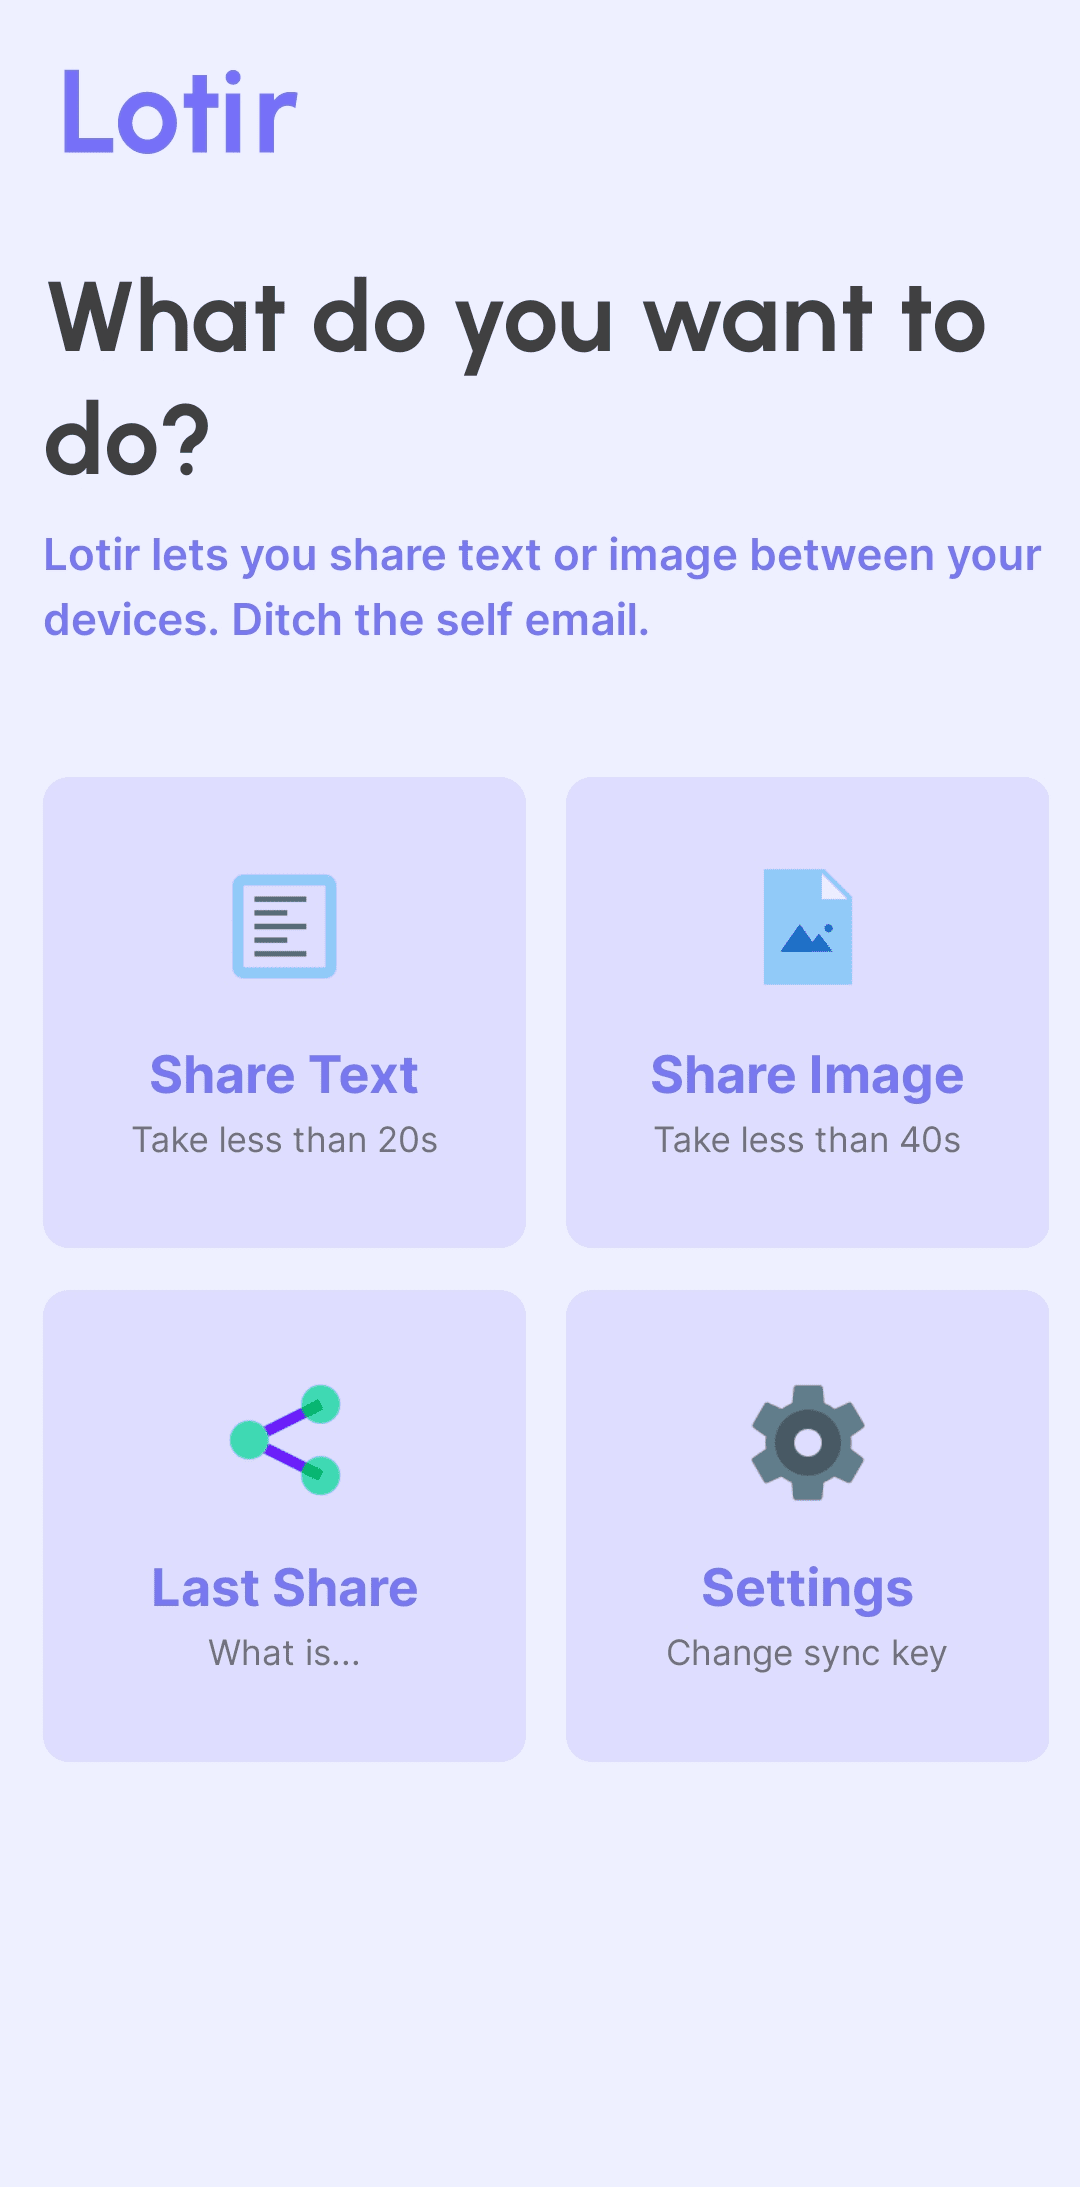 Lotir
What do you want to
do?
Lotir lets you share text or image between your
devices. Ditch the self email.
Share Text
Take less than 20s
Share Image
Take less than 40s
Last Share
What is...
Settings
Change sync key